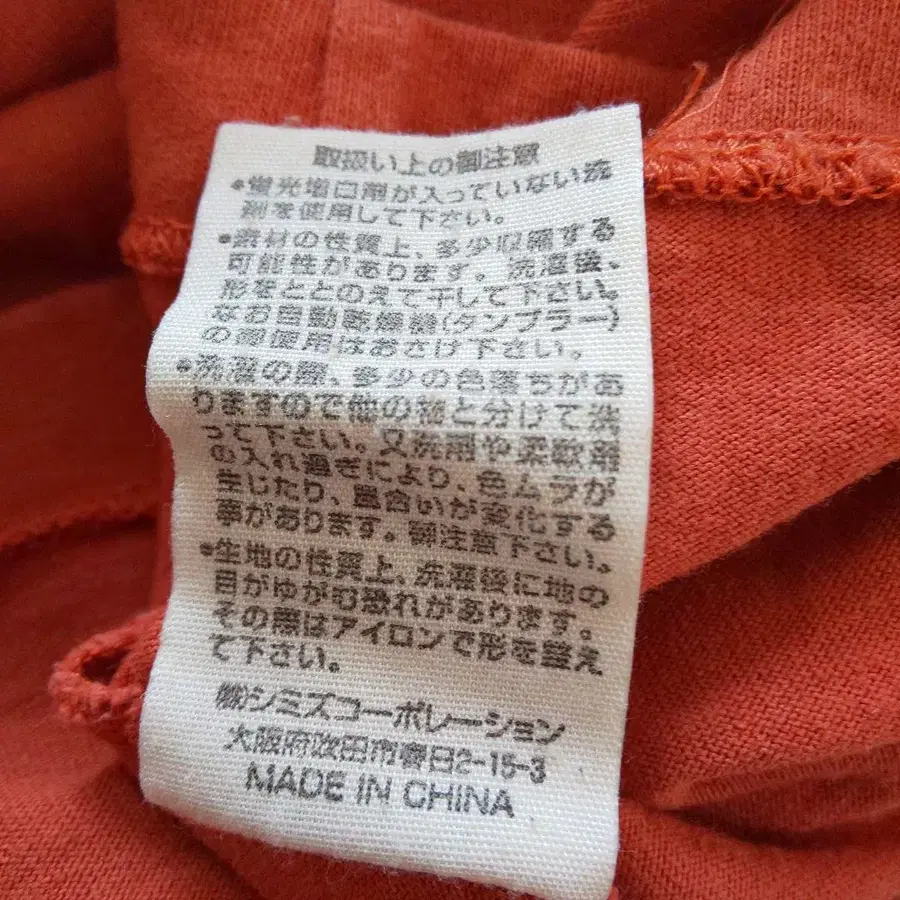 取扱い上の御注意
•蛍光増白剤が入っていない洗
剤を使用して下さい。
•素材の性質上、多少収縮する
可能性があります。洗濯後、
形をととのえて干して下さい。
なお自動乾燥機(タンブラー)
の御使用はおさけ下さい。
•洗濯の際、多少の色落ちがあ
りますので他の物と分けて洗
って下さい。又洗剤や柔軟剤
の入れ過ぎにより、色ムラが
生じたり、風合いが変化する
事があります。御注意下さい。
•生地の性質上、洗濯後に地の
目がゆがむ恐れがあります。
その際はアイロンで形を整え
て下さい。
㈱シミズコーポレーション
大阪府吹田市春日2-15-3
MADE IN CHINA